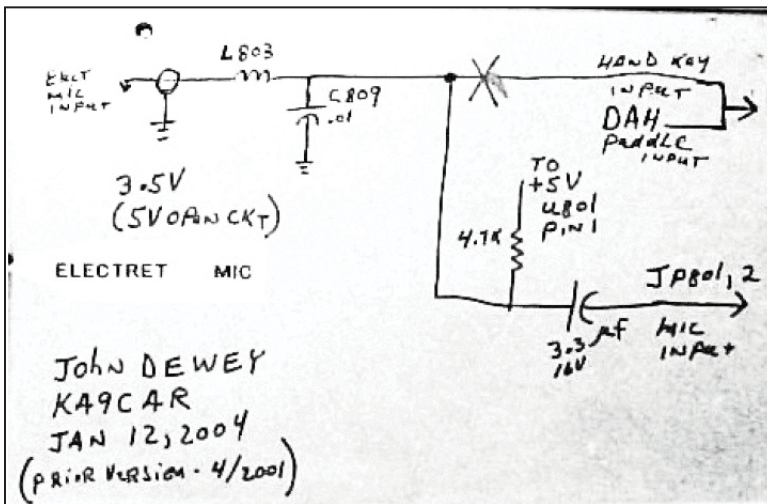 L803
ELCT
MIC
INPUT
C809
.01
HAND KEY
INPUT
DAH
PADDLE
INPUT
3.5V
(5V OPEN CKT)
TO
+5V
U801
PIN 1
4.7K
ELECTRET MIC
JP801, 2
3.3 µf
16V
MIC
INPUT
JOHN DEWEY
KA9CAR
JAN 12, 2004
(PRIOR VERSION - 4/2001)